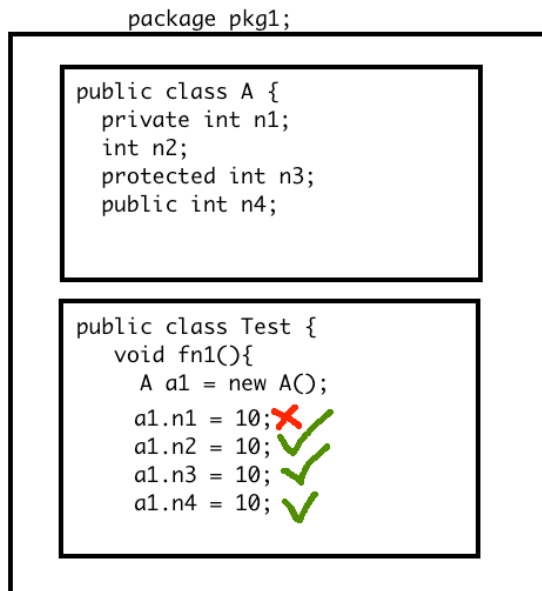 package pkg1;
public class A {
private int n1;
int n2;
protected int n3;
public int n4;
public class Test {
void fn1(){
A a1 = new A();
a1.n1 = 10;
a1.n2 = 10;
a1.n3 = 10;
a1.n4 = 10;